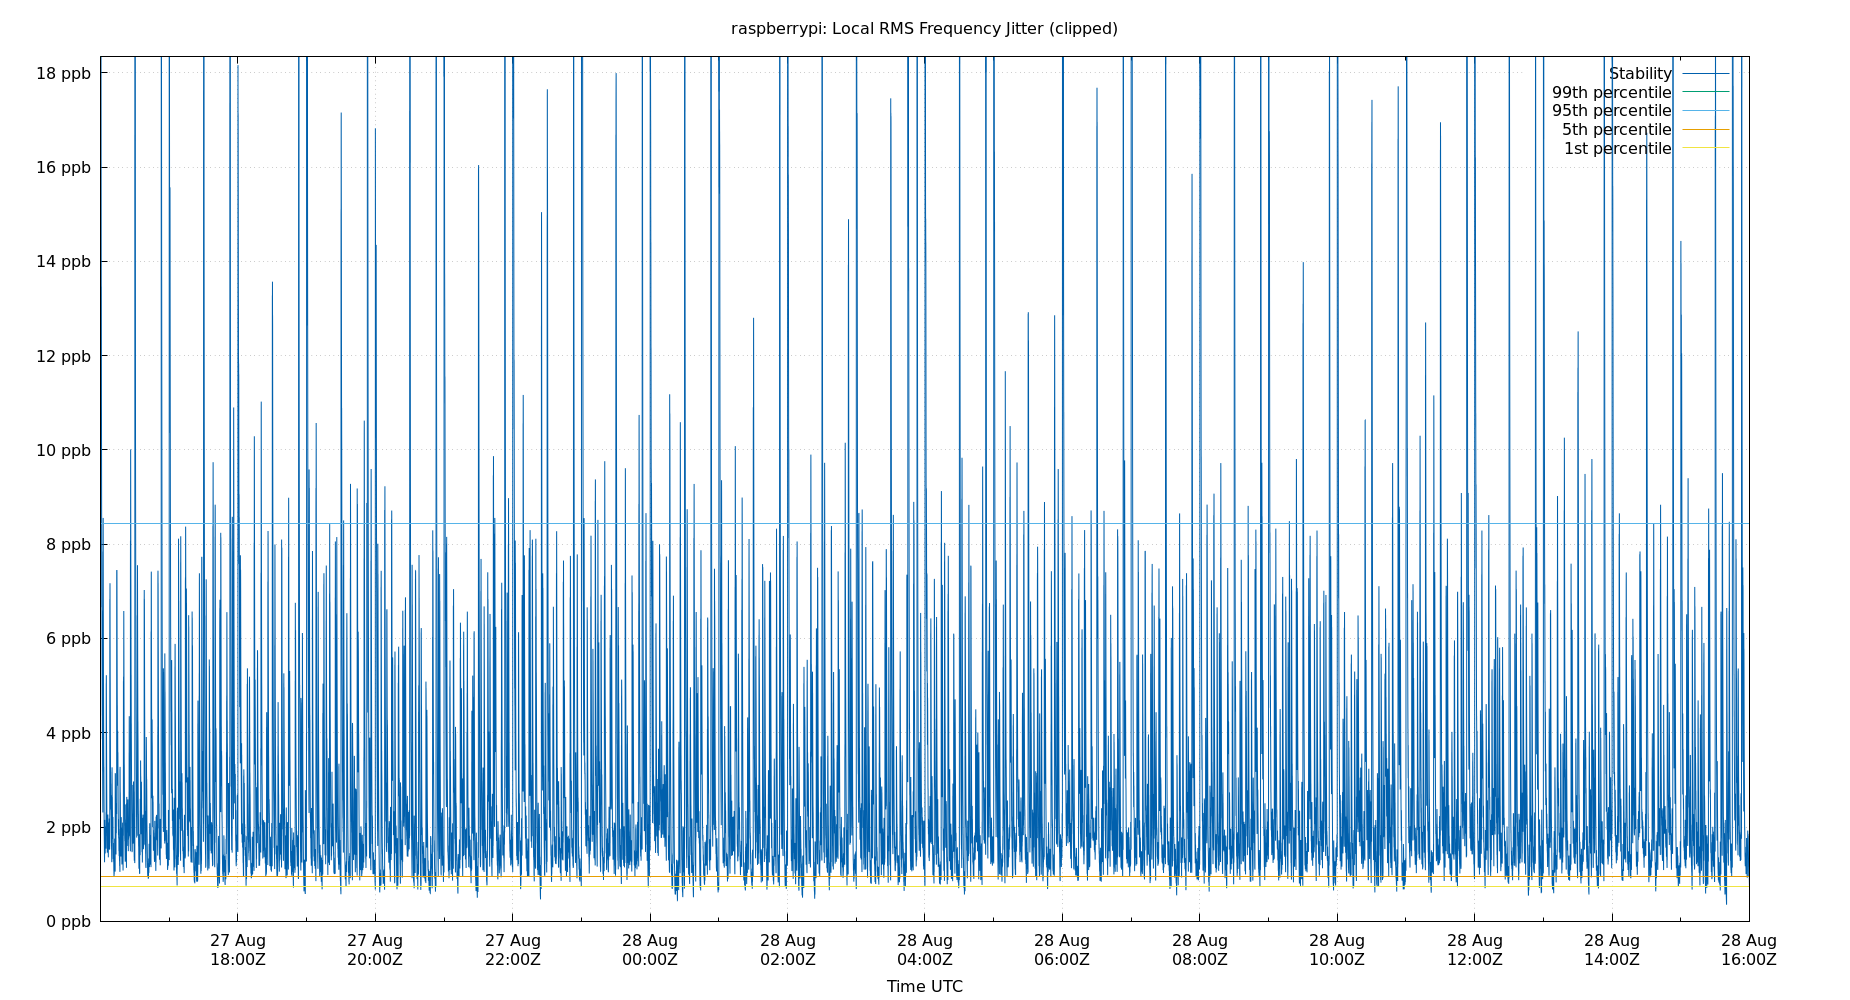 raspberrypi: Local RMS Frequency Jitter (clipped)
18 ppb
16 ppb
14 ppb
12 ppb
10 ppb
8 ppb
6 ppb
4 ppb
2 ppb
0 ppb
Stability
99th percentile
95th percentile
5th percentile
1st percentile
27 Aug 27 Aug 27 Aug 28 Aug 28 Aug 28 Aug 28 Aug 28 Aug 28 Aug 28 Aug 28 Aug 28 Aug
18:00Z 20:00Z 22:00Z 00:00Z 02:00Z 04:00Z 06:00Z 08:00Z 10:00Z 12:00Z 14:00Z 16:00Z
Time UTC